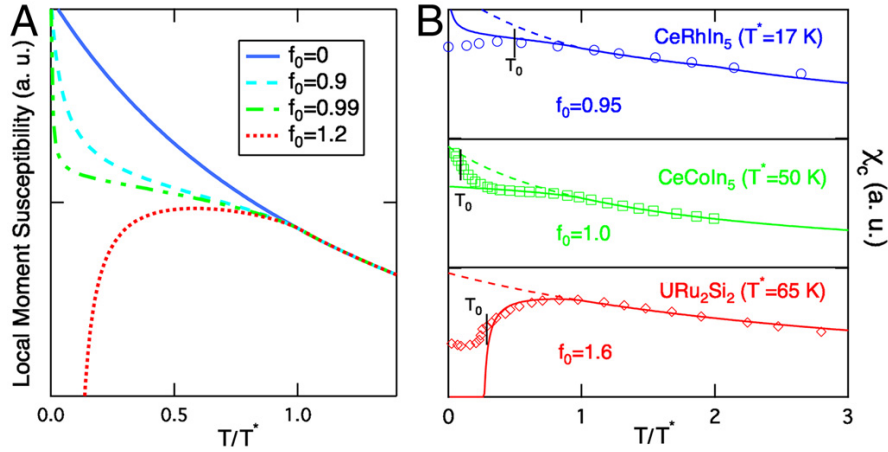 A
Local Moment Susceptibility (a. u.)
f₀=0
f₀=0.9
f₀=0.99
f₀=1.2
0.0
0.5
1.0
T/T*
B
CeRhIn₅ (T*=17 K)
T₀
f₀=0.95
CeCoIn₅ (T*=50 K)
T₀
f₀=1.0
URu₂Si₂ (T*=65 K)
T₀
f₀=1.6
0
1
2
3
T/T*
χc (a. u.)